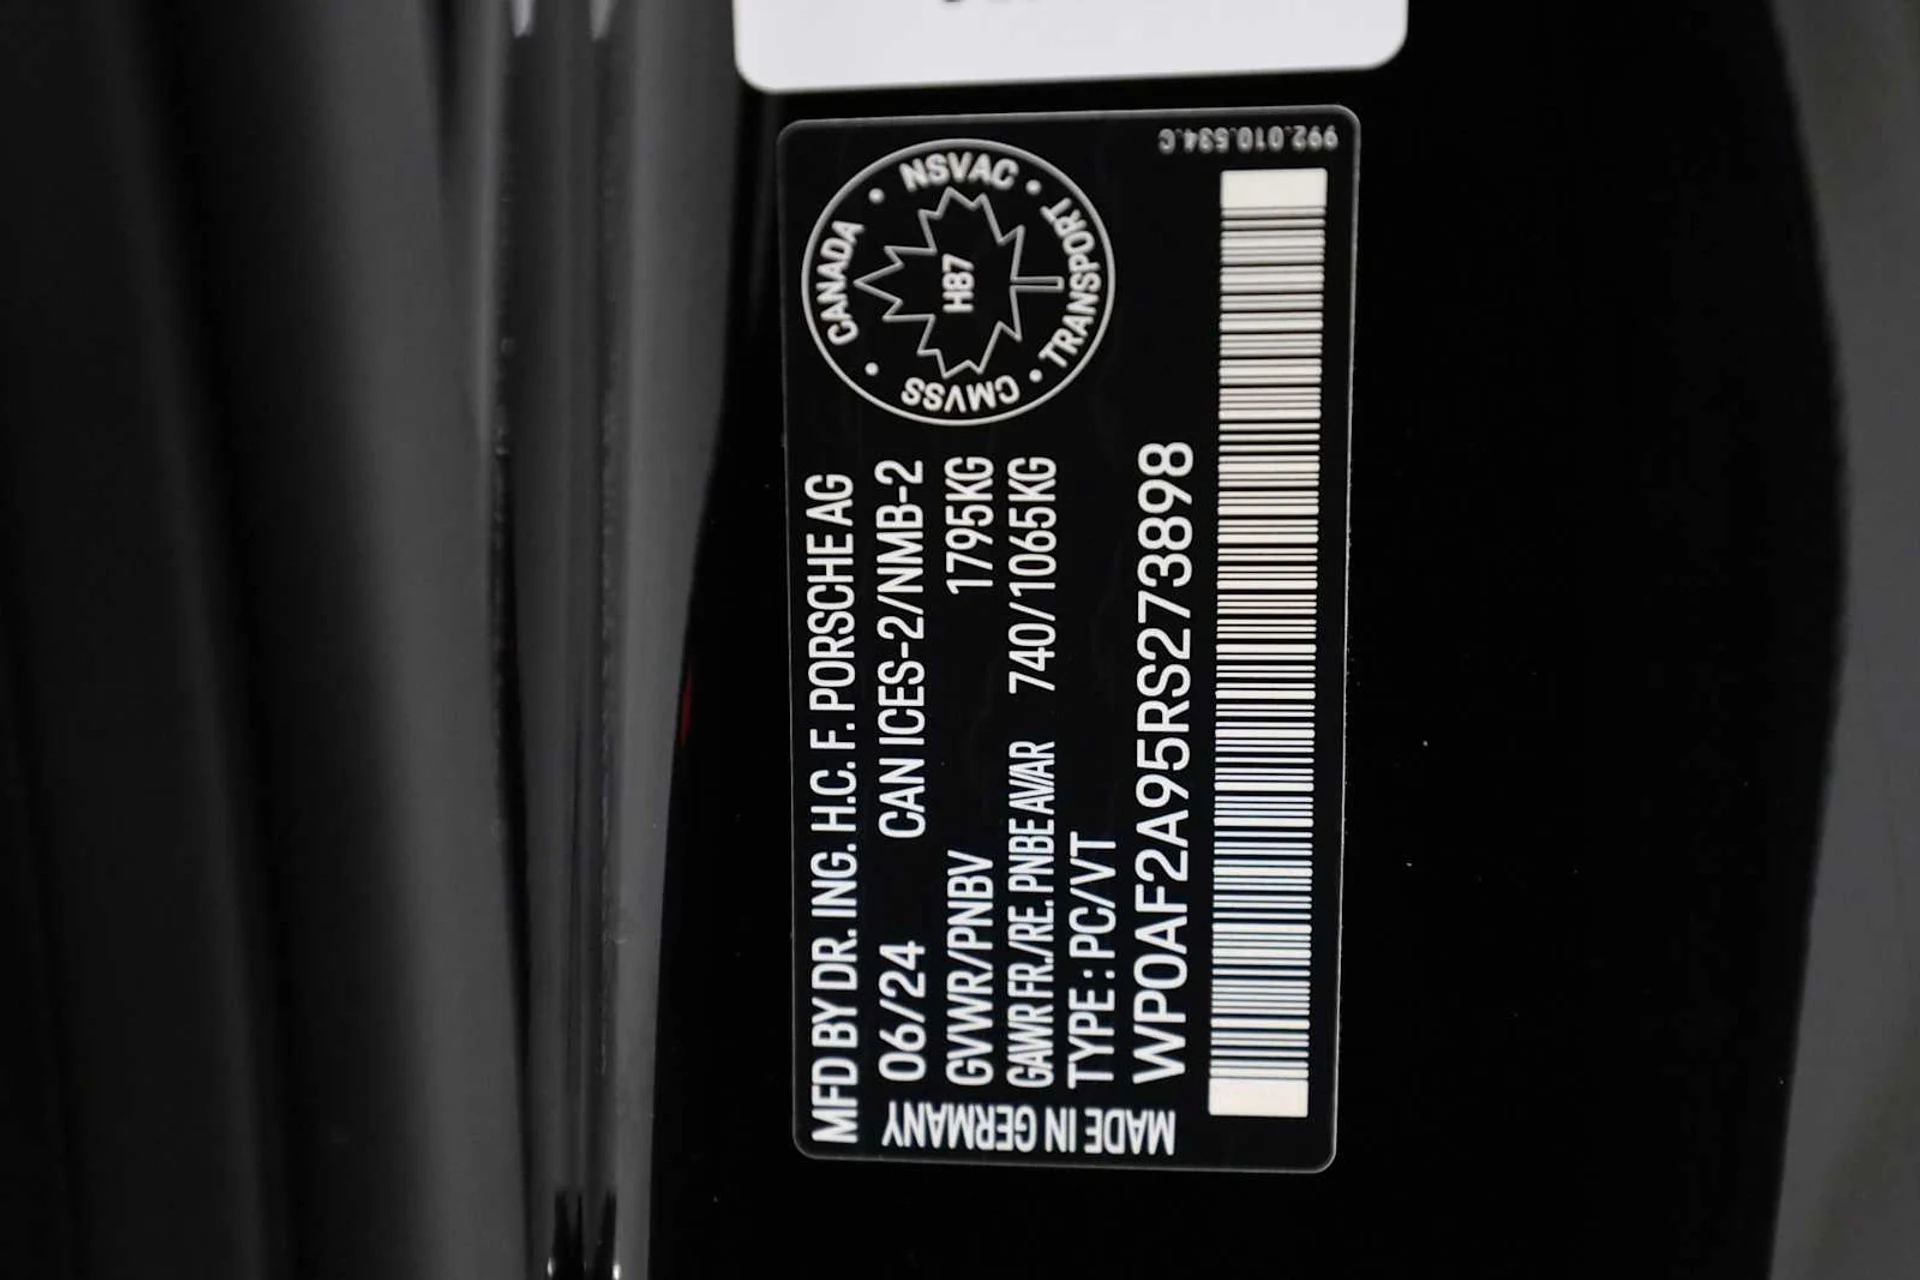 MFD BY DR. ING. H.C. F. PORSCHE AG
06/24 CAN ICES-2/NMB-2
GVWR/PNBV 1795KG
GAWR FR./RE. PNBE AV/AR 740/1065KG
TYPE : PC/VT
WP0AF2A95RS273898
MADE IN GERMANY
CANADA • NSVAC • TRANSPORT • CMVSS •
H87
992.010.534.C